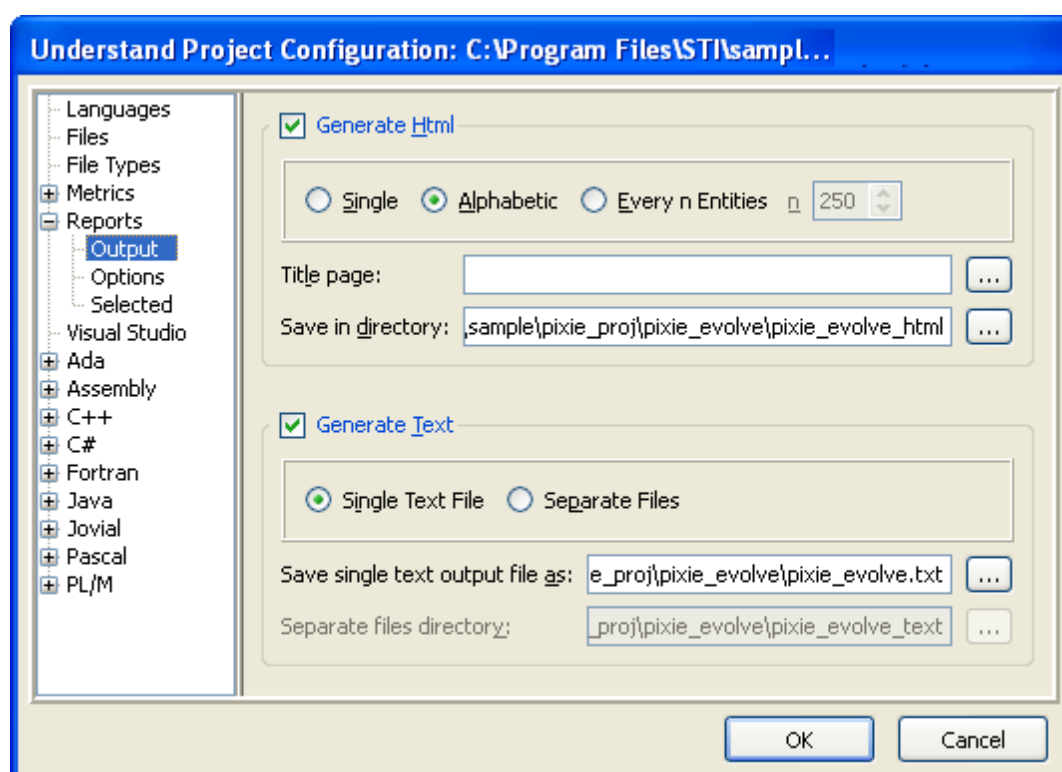 Understand Project Configuration: C:\Program Files\STI\sampl...
Languages
Files
File Types
Metrics
Reports
Output
Options
Selected
Visual Studio
Ada
Assembly
C++
C#
Fortran
Java
Jovial
Pascal
PL/M
Generate Html
Single Alphabetic Every n Entities n 250
Title page: ...
Save in directory: sample\pixie_proj\pixie_evolve\pixie_evolve_html ...
Generate Text
Single Text File Separate Files
Save single text output file as: e_proj\pixie_evolve\pixie_evolve.txt ...
Separate files directory: _proj\pixie_evolve\pixie_evolve_text ...
OK Cancel